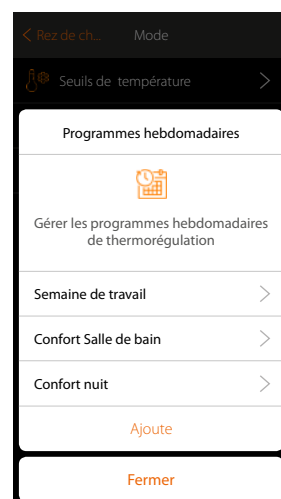 Rez de ch... Mode
Seuils de température
Programmes hebdomadaires
Gérer les programmes hebdomadaires
de thermorégulation
Semaine de travail
Confort Salle de bain
Confort nuit
Ajoute
Fermer